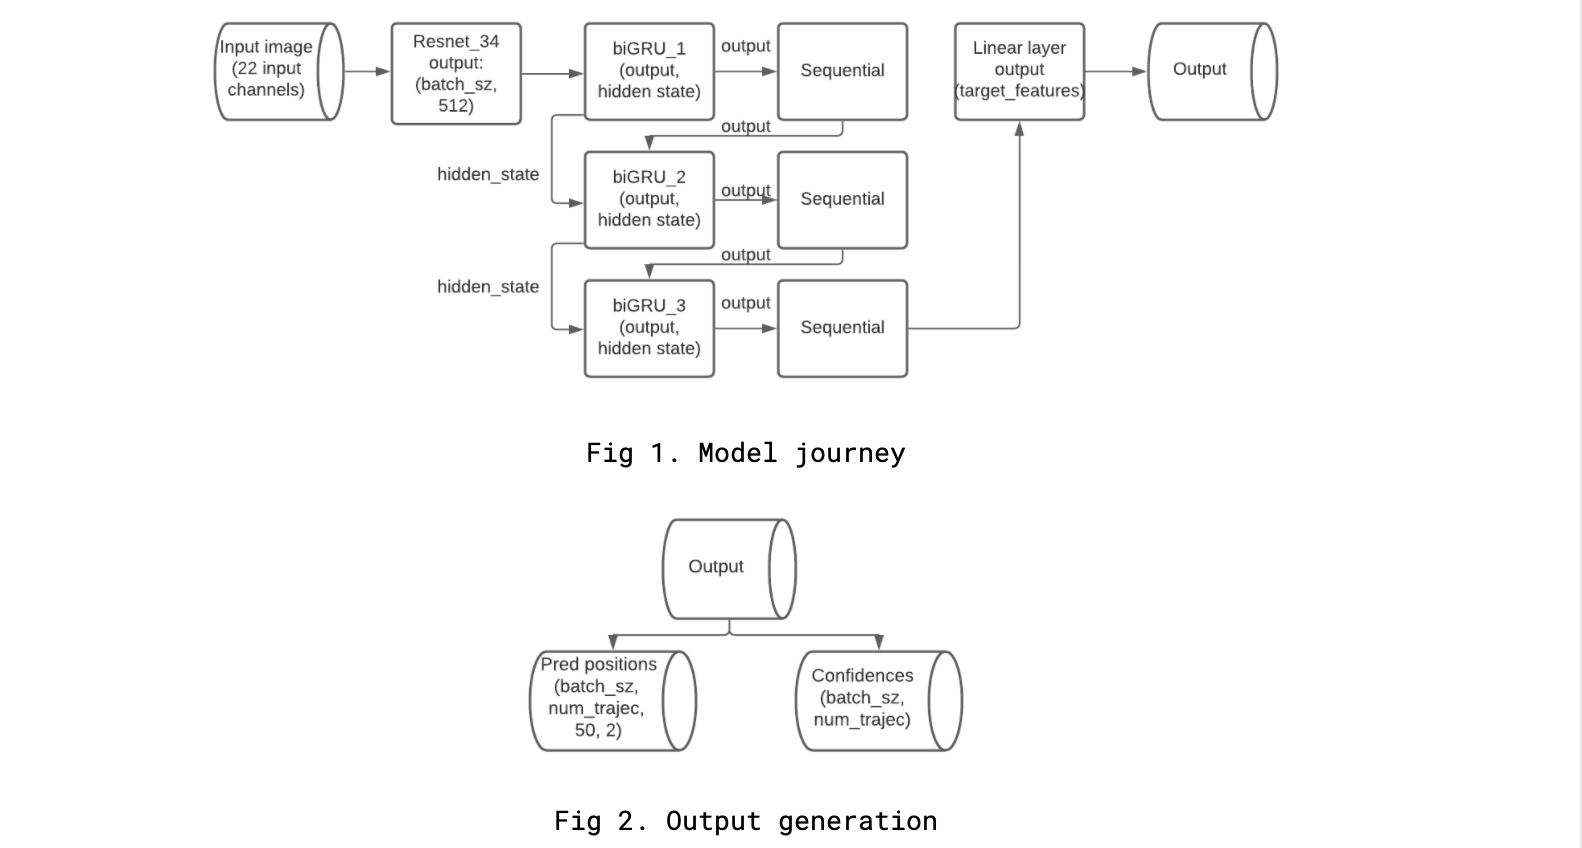 Input image
(22 input
channels)
Resnet_34
output:
(batch_sz,
512)
biGRU_1
(output,
hidden state)
output
Sequential
Linear layer
output
(target_features)
Output
output
hidden_state
biGRU_2
(output,
hidden state)
output
Sequential
output
hidden_state
biGRU_3
(output,
hidden state)
output
Sequential
Fig 1. Model journey
Output
Pred positions
(batch_sz,
num_trajec,
50, 2)
Confidences
(batch_sz,
num_trajec)
Fig 2. Output generation